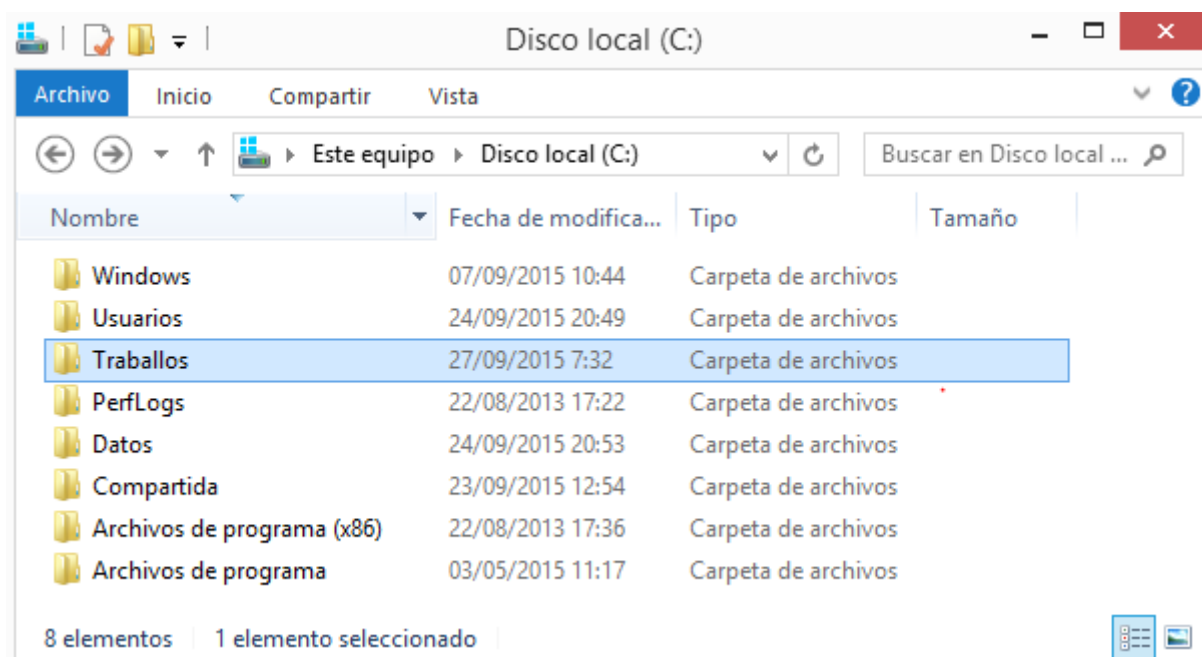 Disco local (C:)
Archivo Inicio Compartir Vista
Este equipo Disco local (C:) Buscar en Disco local ...
Nombre Fecha de modifica... Tipo Tamaño
Windows 07/09/2015 10:44 Carpeta de archivos
Usuarios 24/09/2015 20:49 Carpeta de archivos
Traballos 27/09/2015 7:32 Carpeta de archivos
PerfLogs 22/08/2013 17:22 Carpeta de archivos
Datos 24/09/2015 20:53 Carpeta de archivos
Compartida 23/09/2015 12:54 Carpeta de archivos
Archivos de programa (x86) 22/08/2013 17:36 Carpeta de archivos
Archivos de programa 03/05/2015 11:17 Carpeta de archivos
8 elementos 1 elemento seleccionado